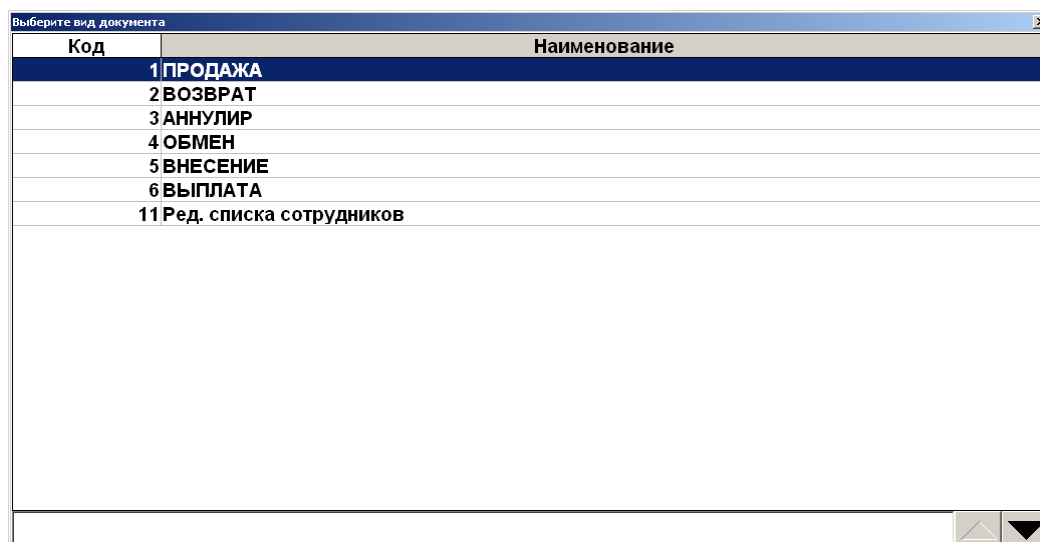 Выберите вид документа
Код Наименование
1 ПРОДАЖА
2 ВОЗВРАТ
3 АННУЛИР
4 ОБМЕН
5 ВНЕСЕНИЕ
6 ВЫПЛАТА
11 Ред. списка сотрудников